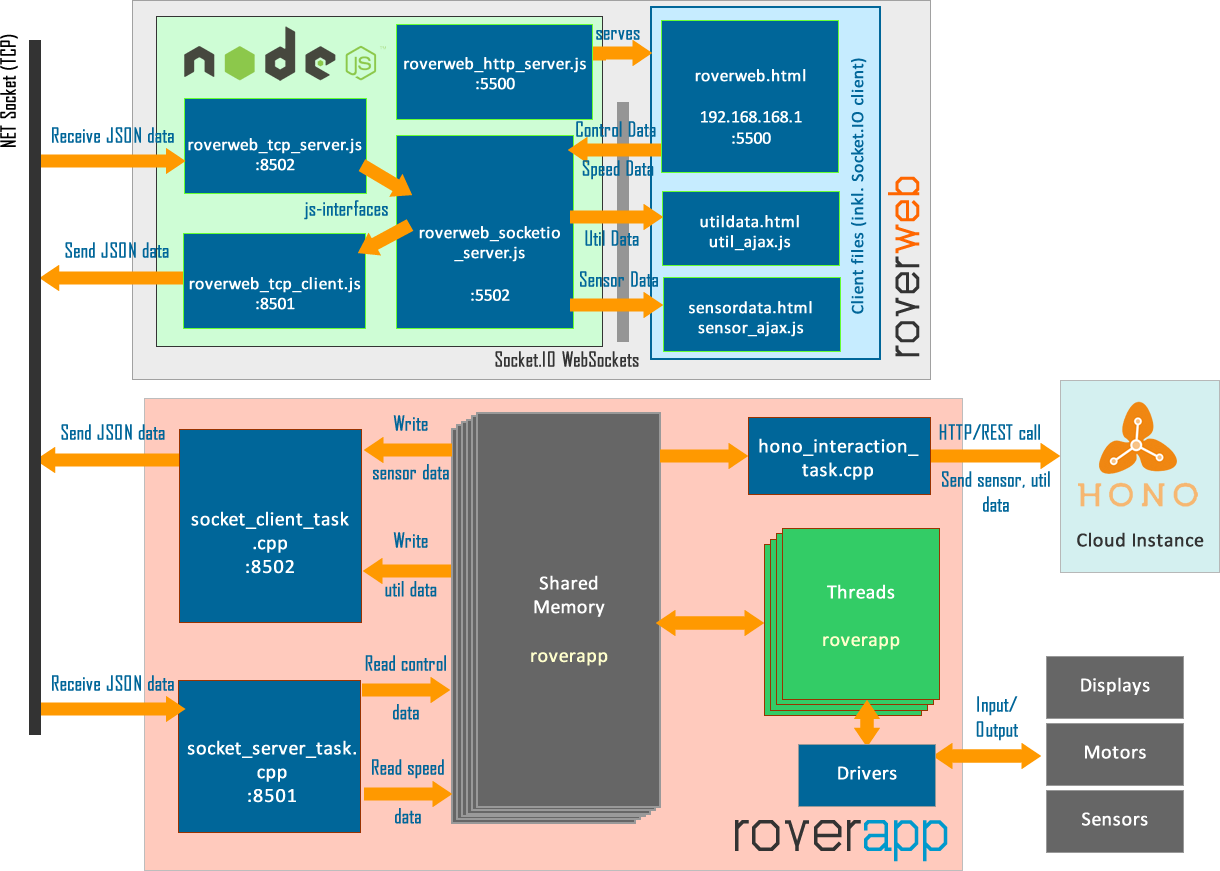 NET Socket (TCP)
node
JS
™
roverweb_http_server.js
:5500
serves
roverweb.html
192.168.168.1
:5500
Receive JSON data
roverweb_tcp_server.js
:8502
Control Data
Speed Data
js-interfaces
roverweb_socketio
_server.js
:5502
Util Data
utildata.html
util_ajax.js
Send JSON data
roverweb_tcp_client.js
:8501
Sensor Data
sensordata.html
sensor_ajax.js
Client files (inkl. Socket.IO client)
roverweb
Socket.IO WebSockets
Send JSON data
socket_client_task
.cpp
:8502
Write
sensor data
Write
util data
Shared
Memory
roverapp
hono_interaction_
task.cpp
HTTP/REST call
Send sensor, util
data
HONO
Cloud Instance
Threads
roverapp
Receive JSON data
socket_server_task.
cpp
:8501
Read control
data
Read speed
data
Drivers
Input/
Output
Displays
Motors
Sensors
roverapp